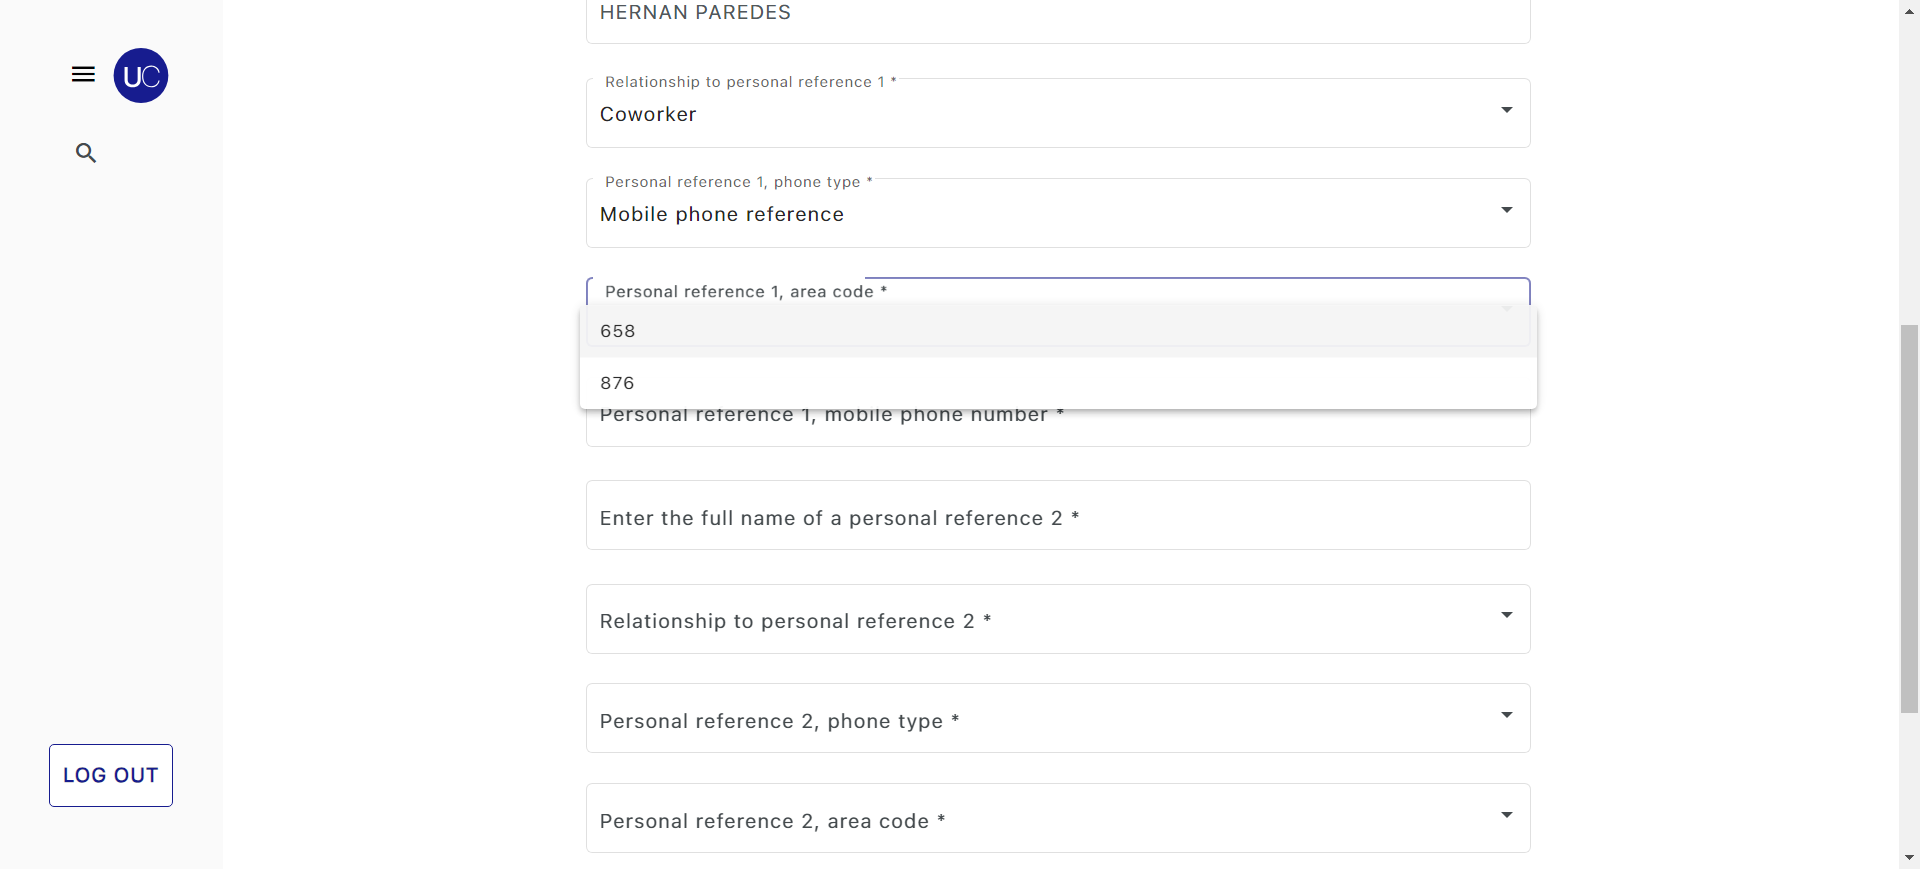 HERNAN PAREDES
UC
Relationship to personal reference 1 *
Coworker
Personal reference 1, phone type *
Mobile phone reference
Personal reference 1, area code *
658
876
Personal reference 1, mobile phone number *
Enter the full name of a personal reference 2 *
Relationship to personal reference 2 *
Personal reference 2, phone type *
LOG OUT
Personal reference 2, area code *